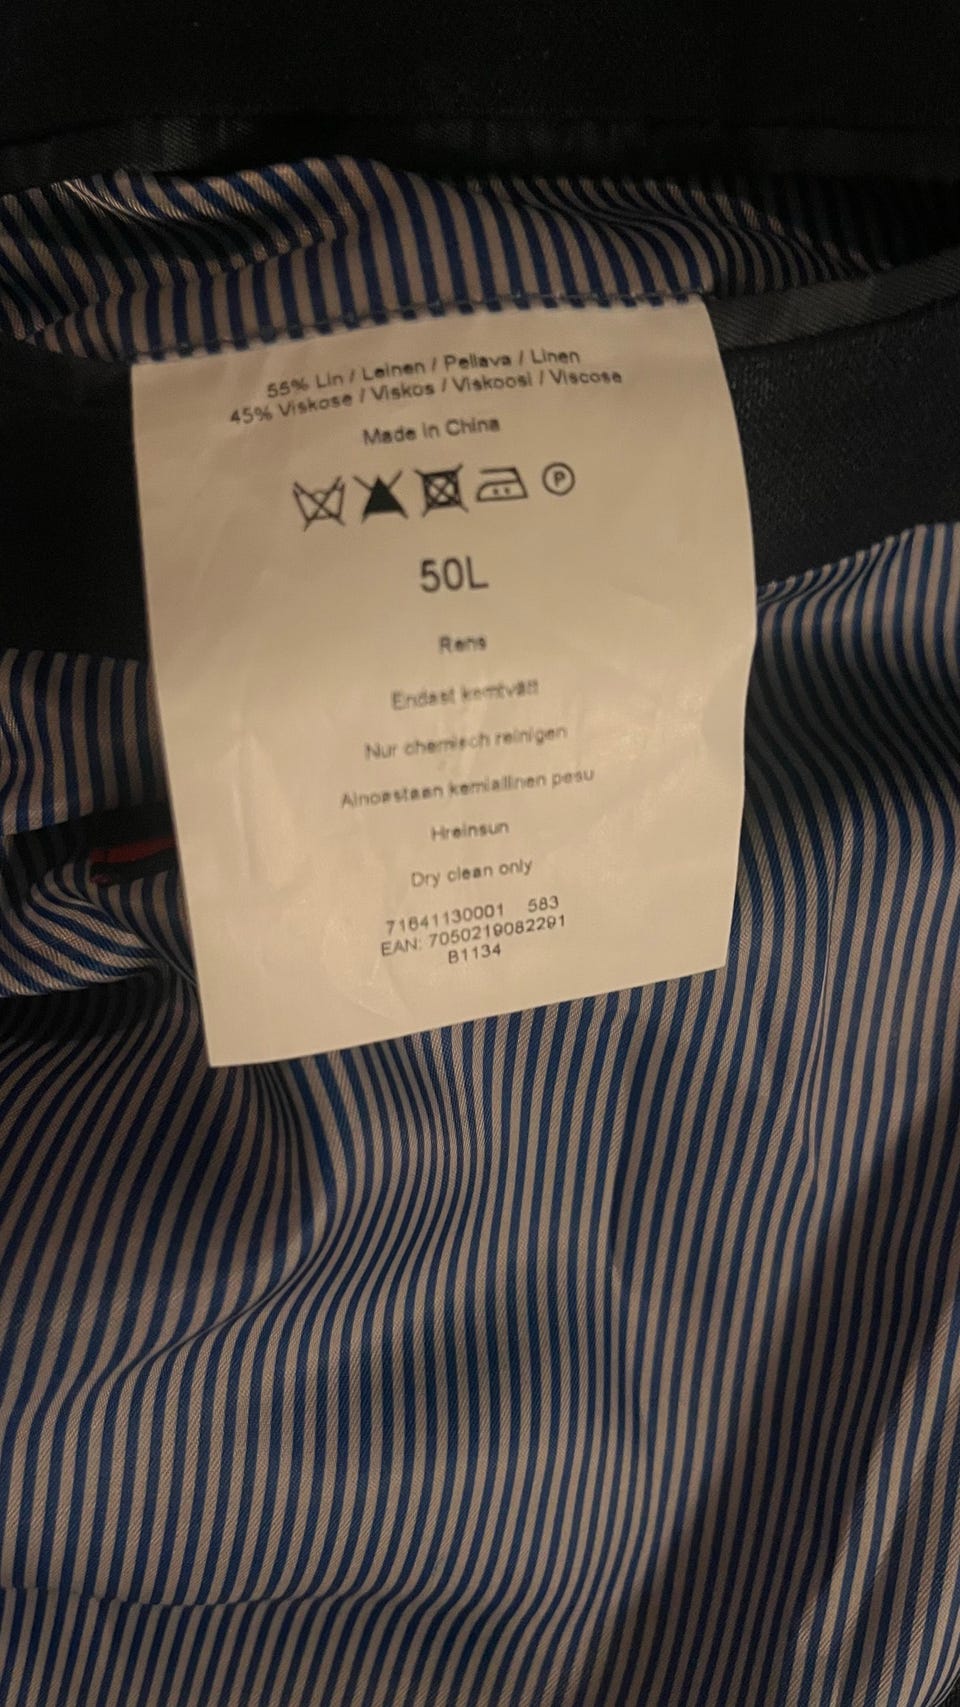 55% Lin / Leinen / Pellava / Linen
45% Viskose / Viskos / Viskoosi / Viscose
Made in China
P
50L
Rens
Endast kemtvätt
Nur chemisch reinigen
Ainoastaan kemiallinen pesu
Hreinsun
Dry clean only
71641130001 583
EAN: 7050219082291
B1134